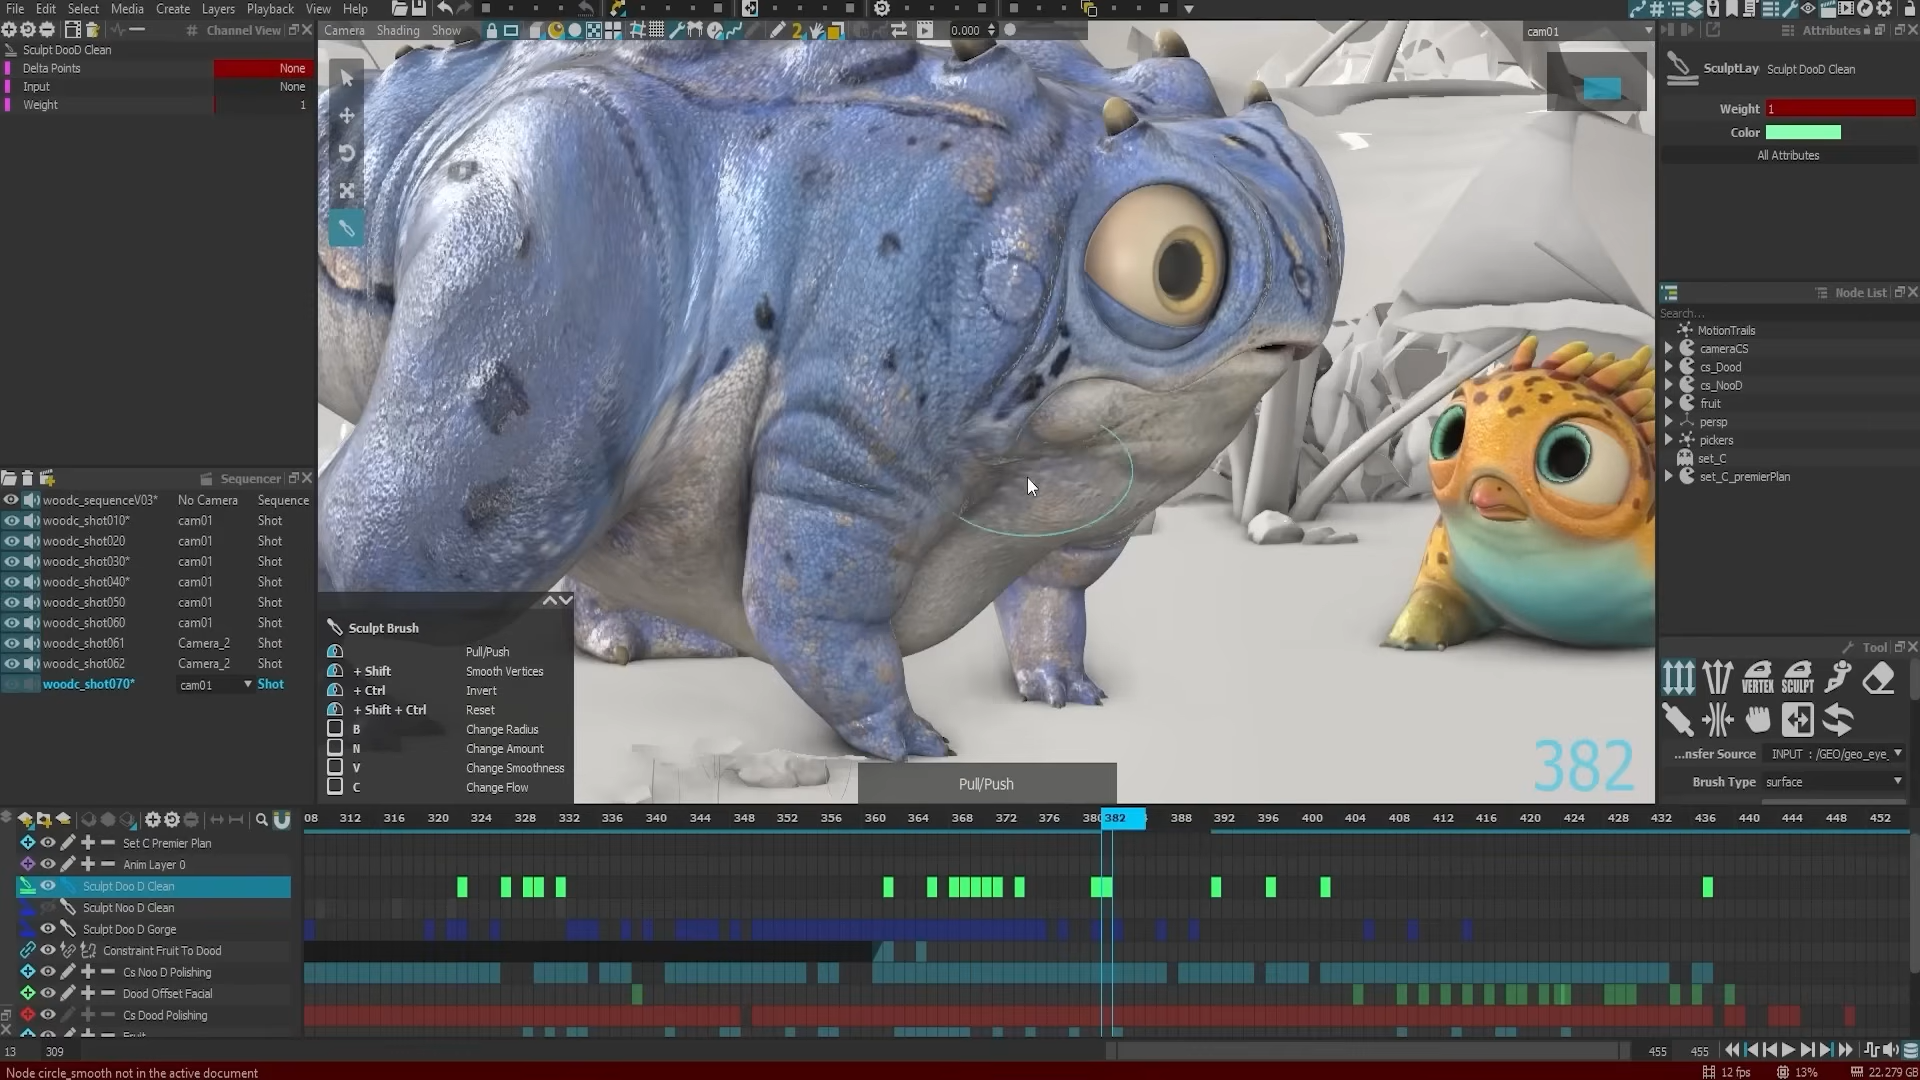 File Edit Select Media Create Layers Playback View Help
Channel View
Sculpt DooD Clean
Delta Points None
Input None
Weight 1
Camera Shading Show
0.000
cam01
Attributes
SculptLay Sculpt DooD Clean
Weight 1
Color
All Attributes
Node List
Search...
MotionTrails
cameraCS
cs_Dood
cs_NooD
fruit
persp
pickers
set_C
set_C_premierPlan
Sequencer
woodc_sequenceV03* No Camera Sequence
woodc_shot010* cam01 Shot
woodc_shot020 cam01 Shot
woodc_shot030* cam01 Shot
woodc_shot040* cam01 Shot
woodc_shot050 cam01 Shot
woodc_shot060 cam01 Shot
woodc_shot061 Camera_2 Shot
woodc_shot062 Camera_2 Shot
woodc_shot070* cam01 Shot
Sculpt Brush
Pull/Push
+ Shift Smooth Vertices
+ Ctrl Invert
+ Shift + Ctrl Reset
B Change Radius
N Change Amount
V Change Smoothness
C Change Flow
Pull/Push
382
Tool
VERTEX SCULPT
...nsfer Source INPUT : /GEO/geo_eye_
Brush Type surface
08 312 316 320 324 328 332 336 340 344 348 352 356 360 364 368 372 376 380 382 388 392 396 400 404 408 412 416 420 424 428 432 436 440 444 448 452
Set C Premier Plan
Anim Layer 0
Sculpt Doo D Clean
Sculpt Noo D Clean
Sculpt Doo D Gorge
Constraint Fruit To Dood
Cs Noo D Polishing
Dood Offset Facial
Cs Dood Polishing
Fruit
13 309 455 455
Node circle_smooth not in the active document
12 fps 13% 22.279 GB